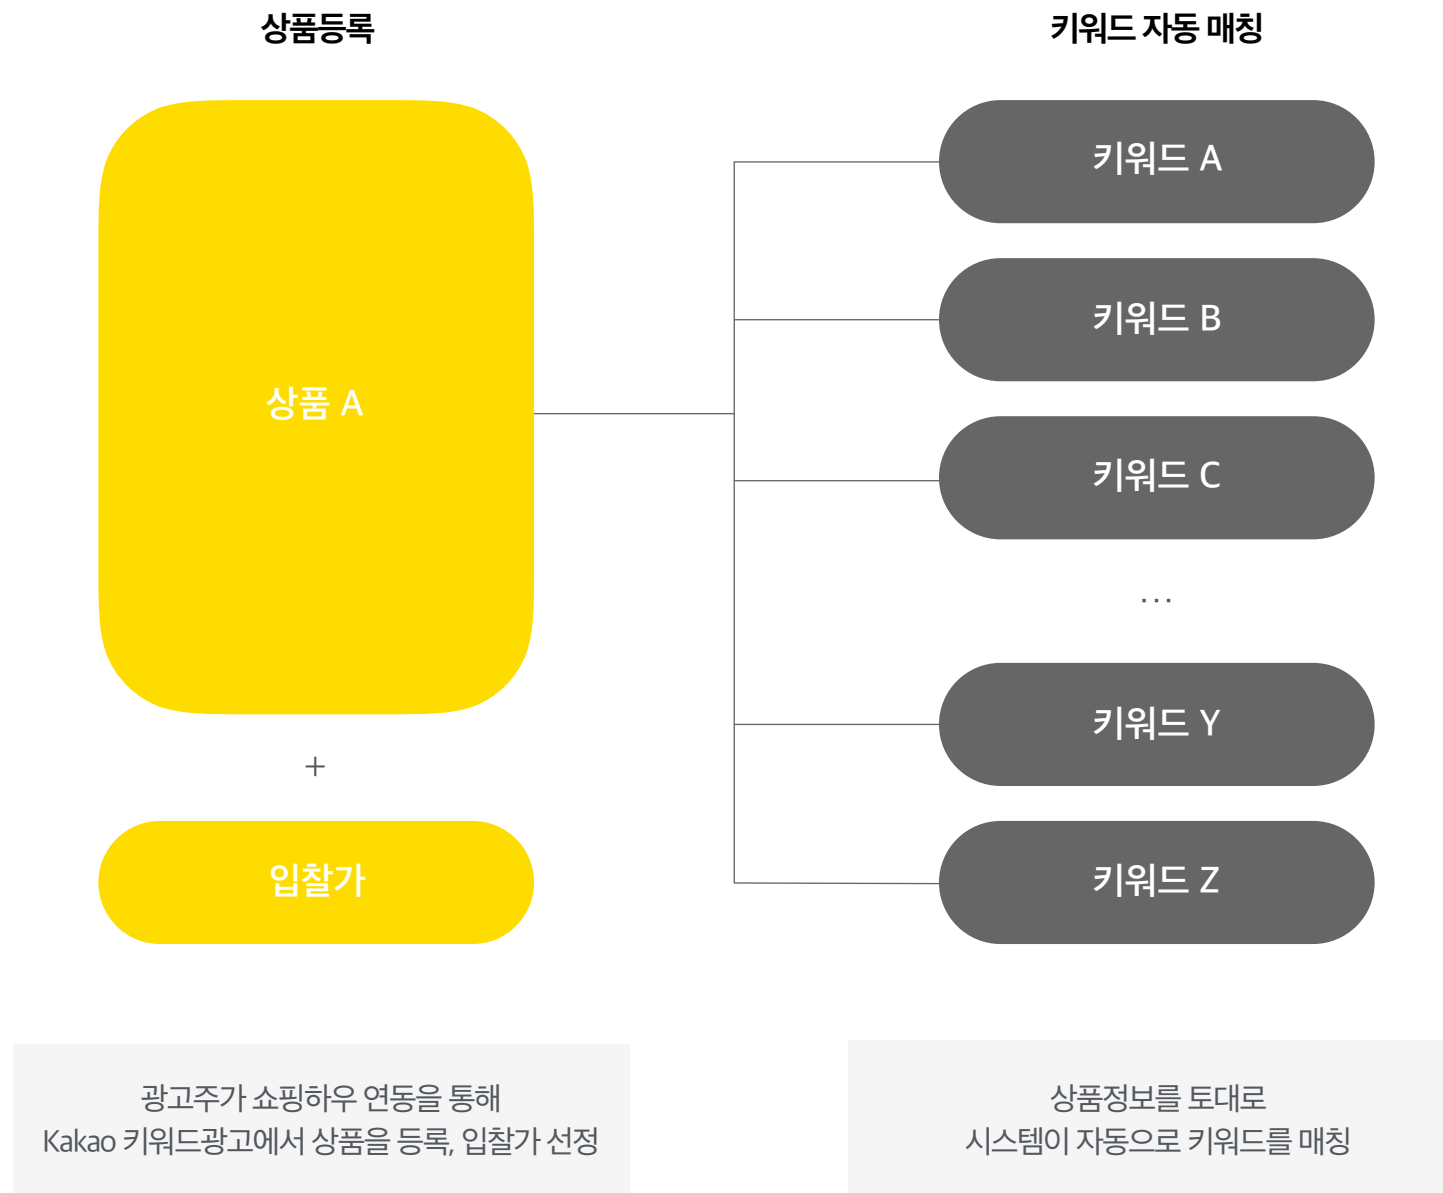 상품등록
상품 A
+
입찰가
광고주가 쇼핑하우 연동을 통해
Kakao 키워드광고에서 상품을 등록, 입찰가 선정
키워드 자동 매칭
키워드 A
키워드 B
키워드 C
...
키워드 Y
키워드 Z
상품정보를 토대로
시스템이 자동으로 키워드를 매칭